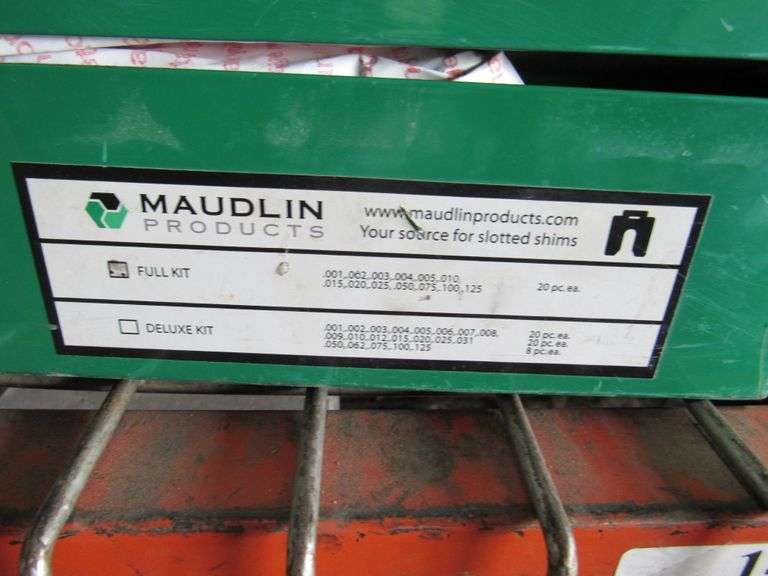 MAUDLIN
PRODUCTS
www.maudlinproducts.com
Your source for slotted shims
FULL KIT
.001,.062,.003,.004,.005,.010,
.015,.020,.025,.050,.075,.100,.125
20 pc. ea.
DELUXE KIT
.001,.002,.003,.004,.005,.006,.007,.008,
.009,.010,.012,.015,.020,.025,.031
.050,.062,.075,.100,.125
20 pc. ea.
20 pc. ea.
8 pc. ea.